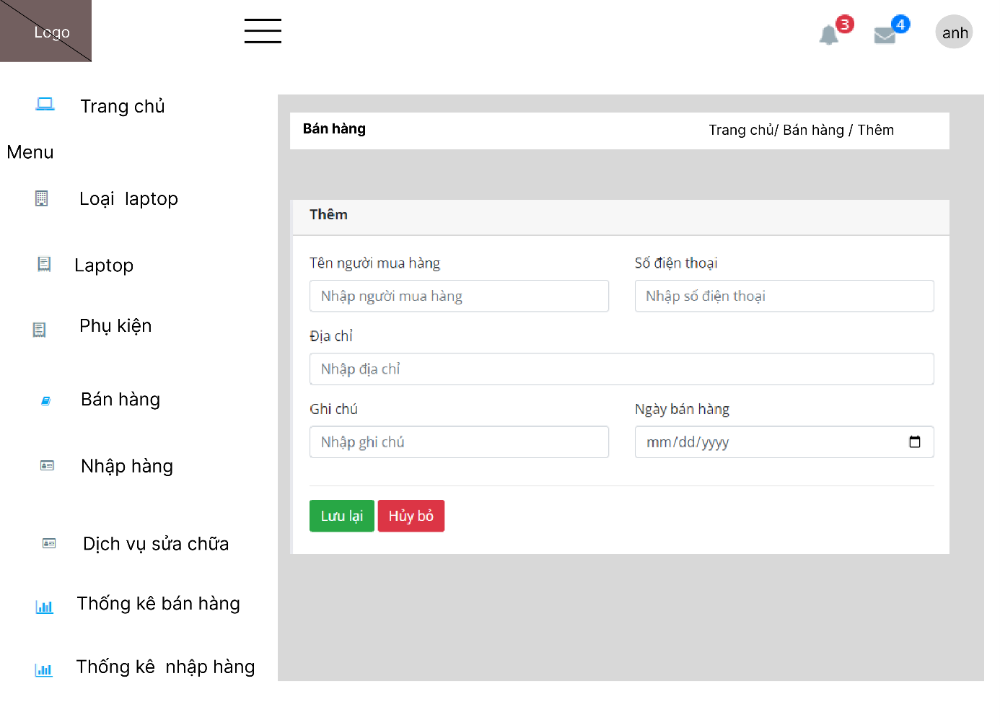 Logo
3
4
anh
Trang chủ
Menu
Loại laptop
Laptop
Phụ kiện
Bán hàng
Nhập hàng
Dịch vụ sửa chữa
Thống kê bán hàng
Thống kê nhập hàng
Bán hàng
Trang chủ/ Bán hàng / Thêm
Thêm
Tên người mua hàng
Số điện thoại
Nhập người mua hàng
Nhập số điện thoại
Địa chỉ
Nhập địa chỉ
Ghi chú
Ngày bán hàng
Nhập ghi chú
mm/dd/yyyy
Lưu lại
Hủy bỏ